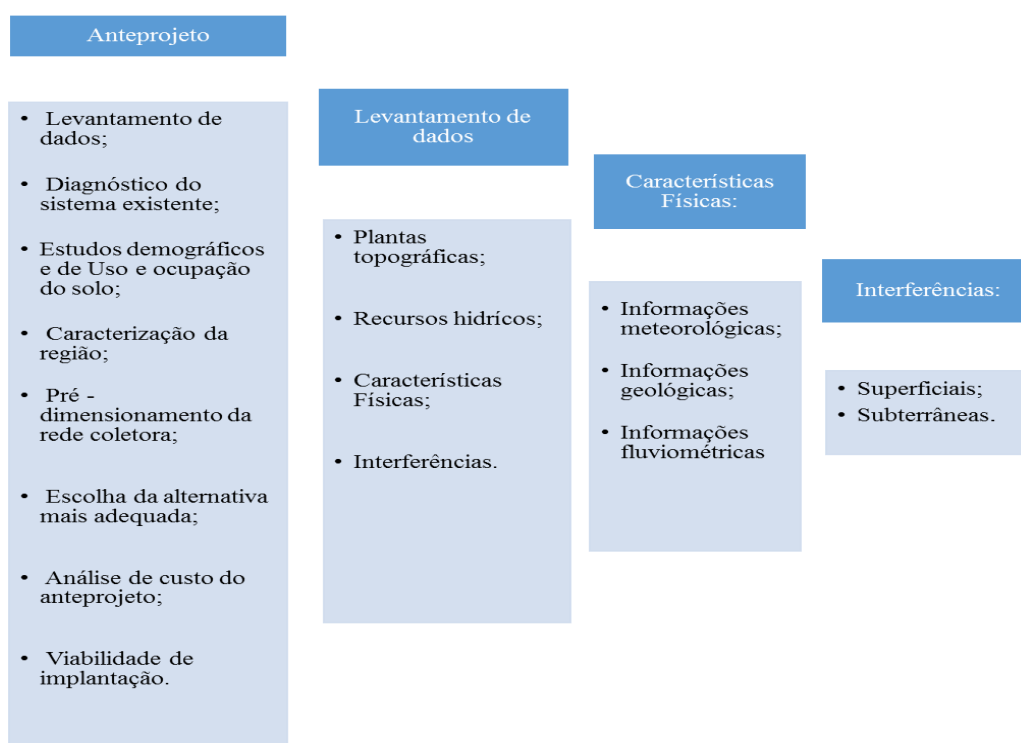 Anteprojeto
• Levantamento de
dados;
• Diagnóstico do
sistema existente;
• Estudos demográficos
e de Uso e ocupação
do solo;
• Caracterização da
região;
• Pré -
dimensionamento da
rede coletora;
• Escolha da alternativa
mais adequada;
• Análise de custo do
anteprojeto;
• Viabilidade de
implantação.
Levantamento de
dados
• Plantas
topográficas;
• Recursos hidrícos;
• Características
Físicas;
• Interferências.
Características
Físicas:
• Informações
meteorológicas;
• Informações
geológicas;
• Informações
fluviométricas
Interferências:
• Superficiais;
• Subterrâneas.